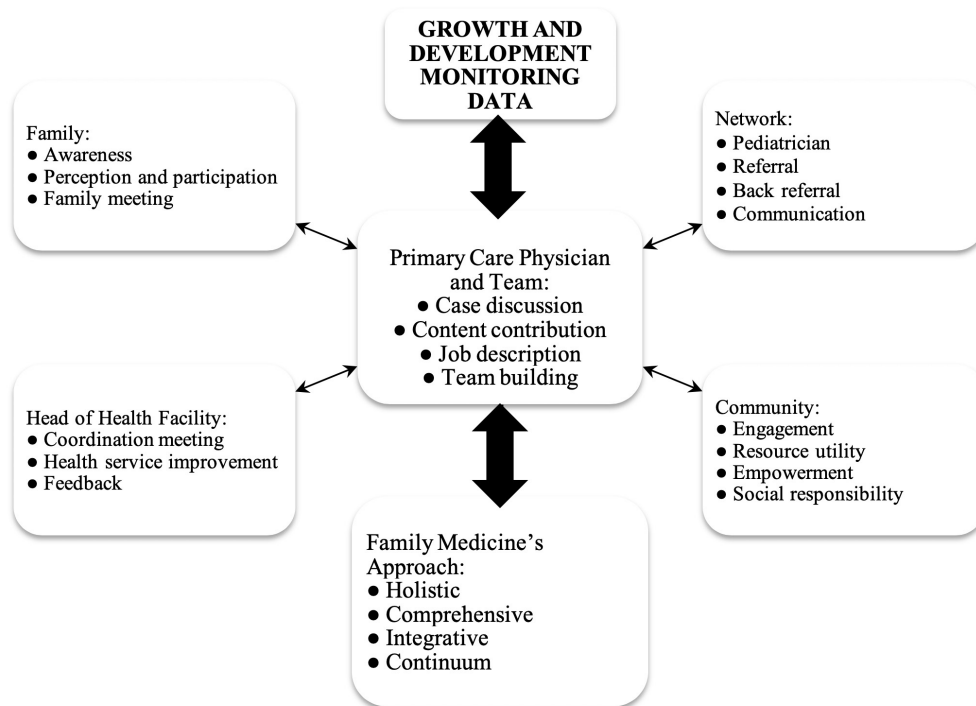 GROWTH AND
DEVELOPMENT
MONITORING
DATA
Family:
● Awareness
● Perception and participation
● Family meeting
Network:
● Pediatrician
● Referral
● Back referral
● Communication
Primary Care Physician
and Team:
● Case discussion
● Content contribution
● Job description
● Team building
Head of Health Facility:
● Coordination meeting
● Health service improvement
● Feedback
Community:
● Engagement
● Resource utility
● Empowerment
● Social responsibility
Family Medicine’s
Approach:
● Holistic
● Comprehensive
● Integrative
● Continuum